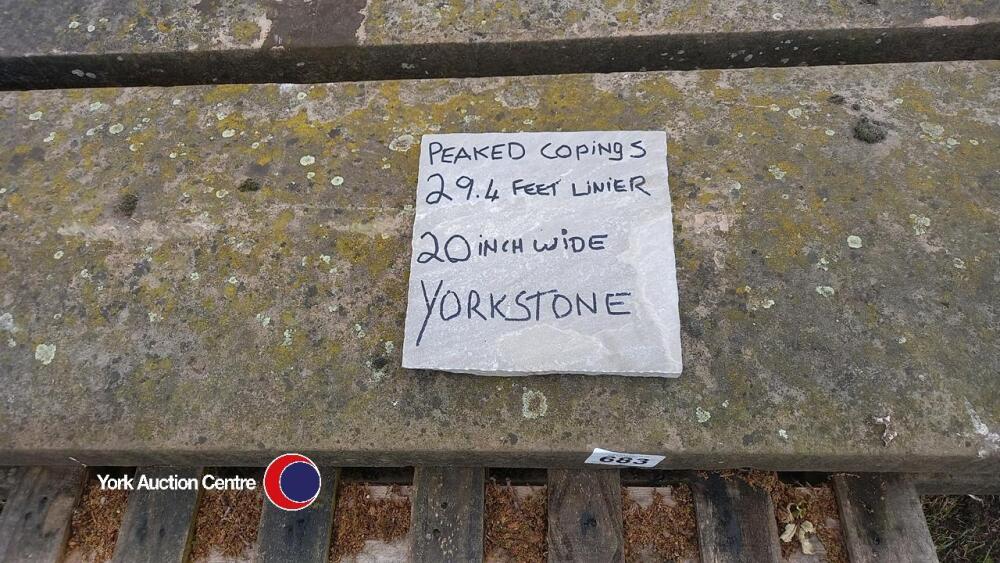 PEAKED COPINGS
29.4 FEET LINIER
20 INCH WIDE
YORKSTONE
683
York Auction Centre